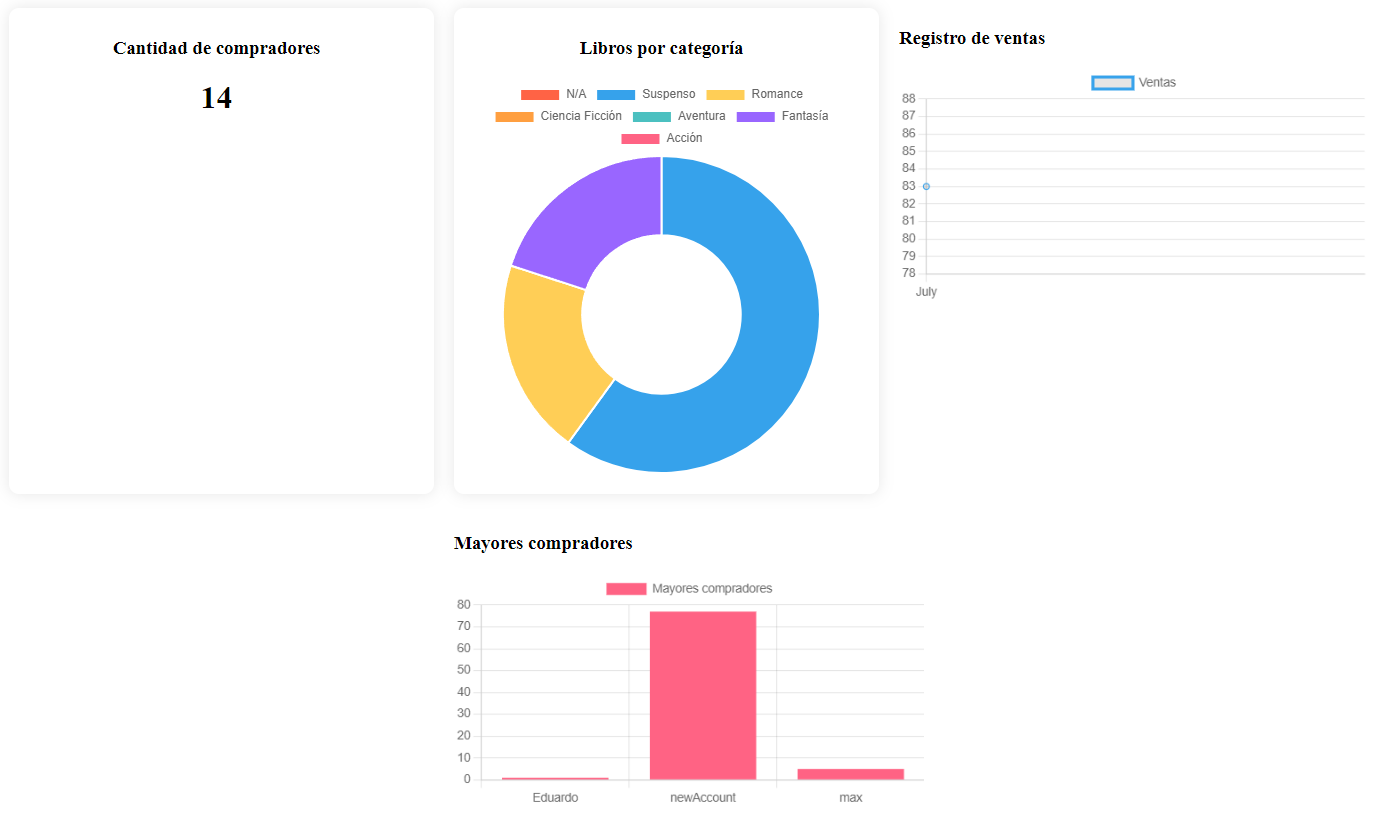 Cantidad de compradores
14
Libros por categoría
N/A Suspenso Romance
Ciencia Ficción Aventura Fantasía
Acción
Registro de ventas
Ventas
88
87
86
85
84
83
82
81
80
79
78
July
Mayores compradores
Mayores compradores
80
70
60
50
40
30
20
10
0
Eduardo newAccount max